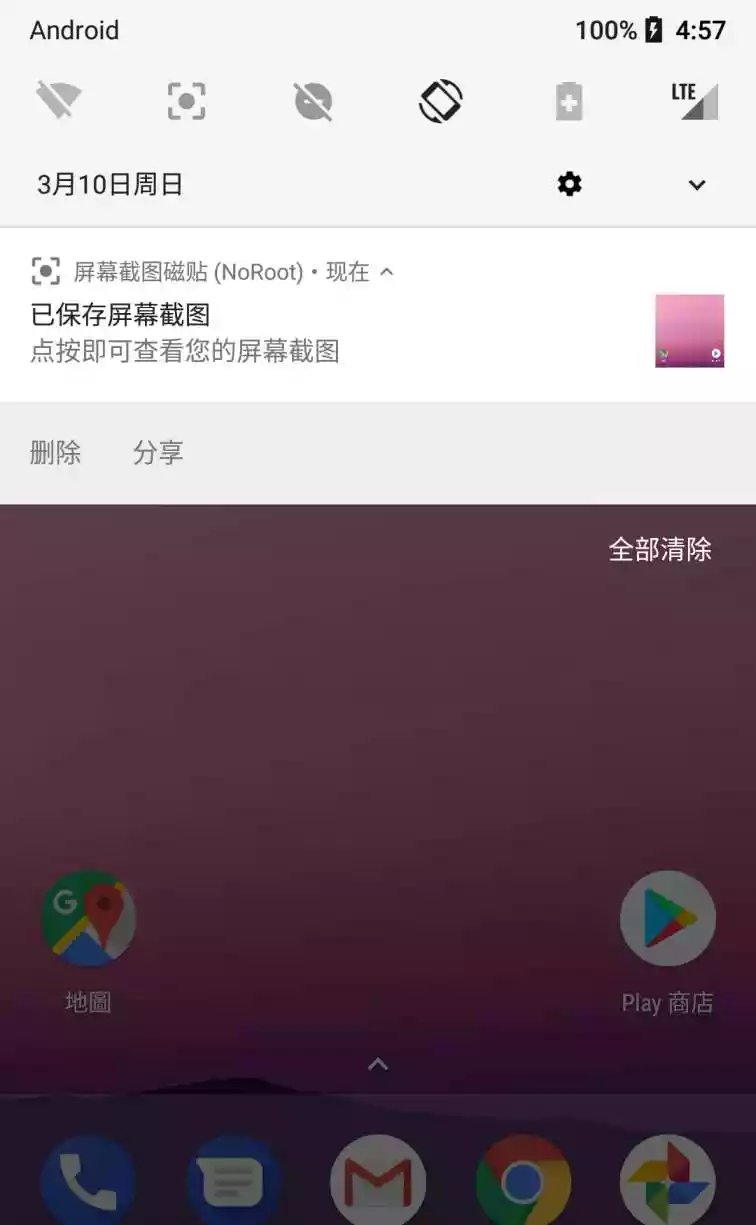 Android 100% 4:57
LTE
3月10日周日
屏幕截图磁贴 (NoRoot) • 现在
已保存屏幕截图
点按即可查看您的屏幕截图
删除 分享
全部清除
G
地圖 Play 商店